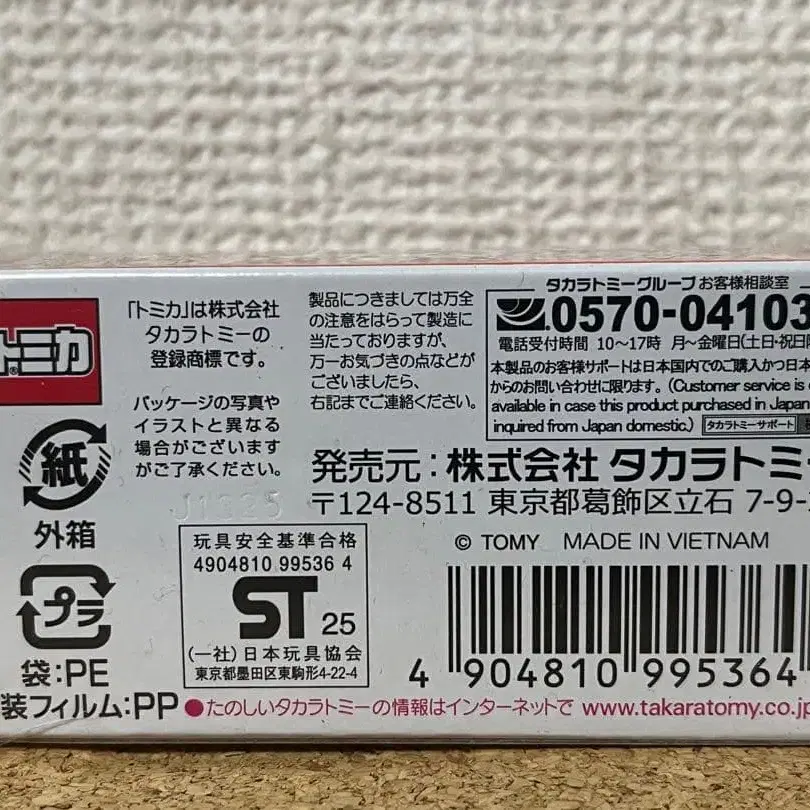 トミカ
「トミカ」は株式会社
タカラトミーの
登録商標です。
パッケージの写真や
イラストと異なる
場合がございます
がご了承ください。
製品につきましては万全
の注意をはらって製造に
当たっておりますが、
万一お気づきの点などが
ございましたら、
右記までご連絡ください。
タカラトミーグループお客様相談室
0570-04103
電話受付時間 10〜17時 月〜金曜日(土日・祝日
本製品のお客様サポートは日本国内でのご購入かつ日本
からのお問い合わせに限ります。(Customer service is
available in case this product purchased in Japan
inquired from Japan domestic.) タカラトミーサポート
発売元:株式会社 タカラトミー
〒124-8511 東京都葛飾区立石 7-9-
紙
外箱
プラ
袋:PE
装フィルム:PP
J1325
玩具安全基準合格
4904810 99536 4
ST 25
(一社)日本玩具協会
東京都墨田区東駒形4-22-4
© TOMY MADE IN VIETNAM
4 904810 995364
●たのしいタカラトミーの情報はインターネットで www.takaratomy.co.jp